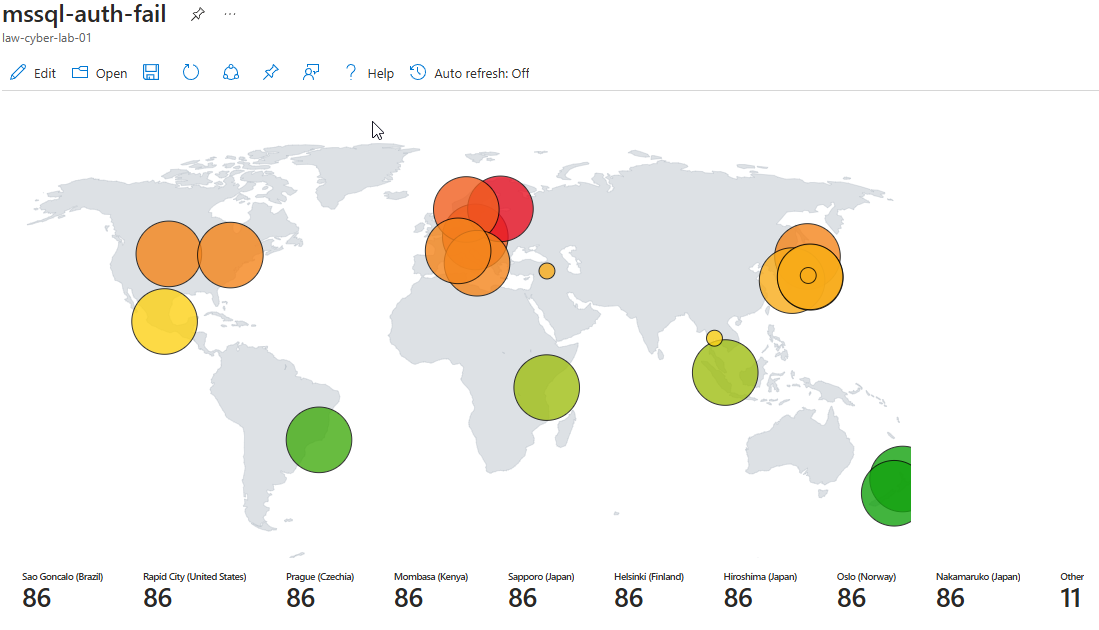 mssql-auth-fail
law-cyber-lab-01
Edit Open Help Auto refresh: Off
Sao Goncalo (Brazil) Rapid City (United States) Prague (Czechia) Mombasa (Kenya) Sapporo (Japan) Helsinki (Finland) Hiroshima (Japan) Oslo (Norway) Nakamaruko (Japan) Other
86 86 86 86 86 86 86 86 86 11